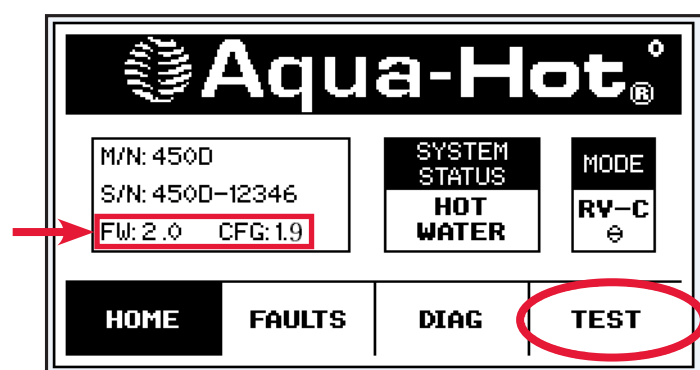 Aqua-Hot®
M/N: 450D
S/N: 450D-12346
FW: 2.0 CFG: 1.9
SYSTEM
STATUS
HOT
WATER
MODE
RV-C
HOME FAULTS DIAG TEST